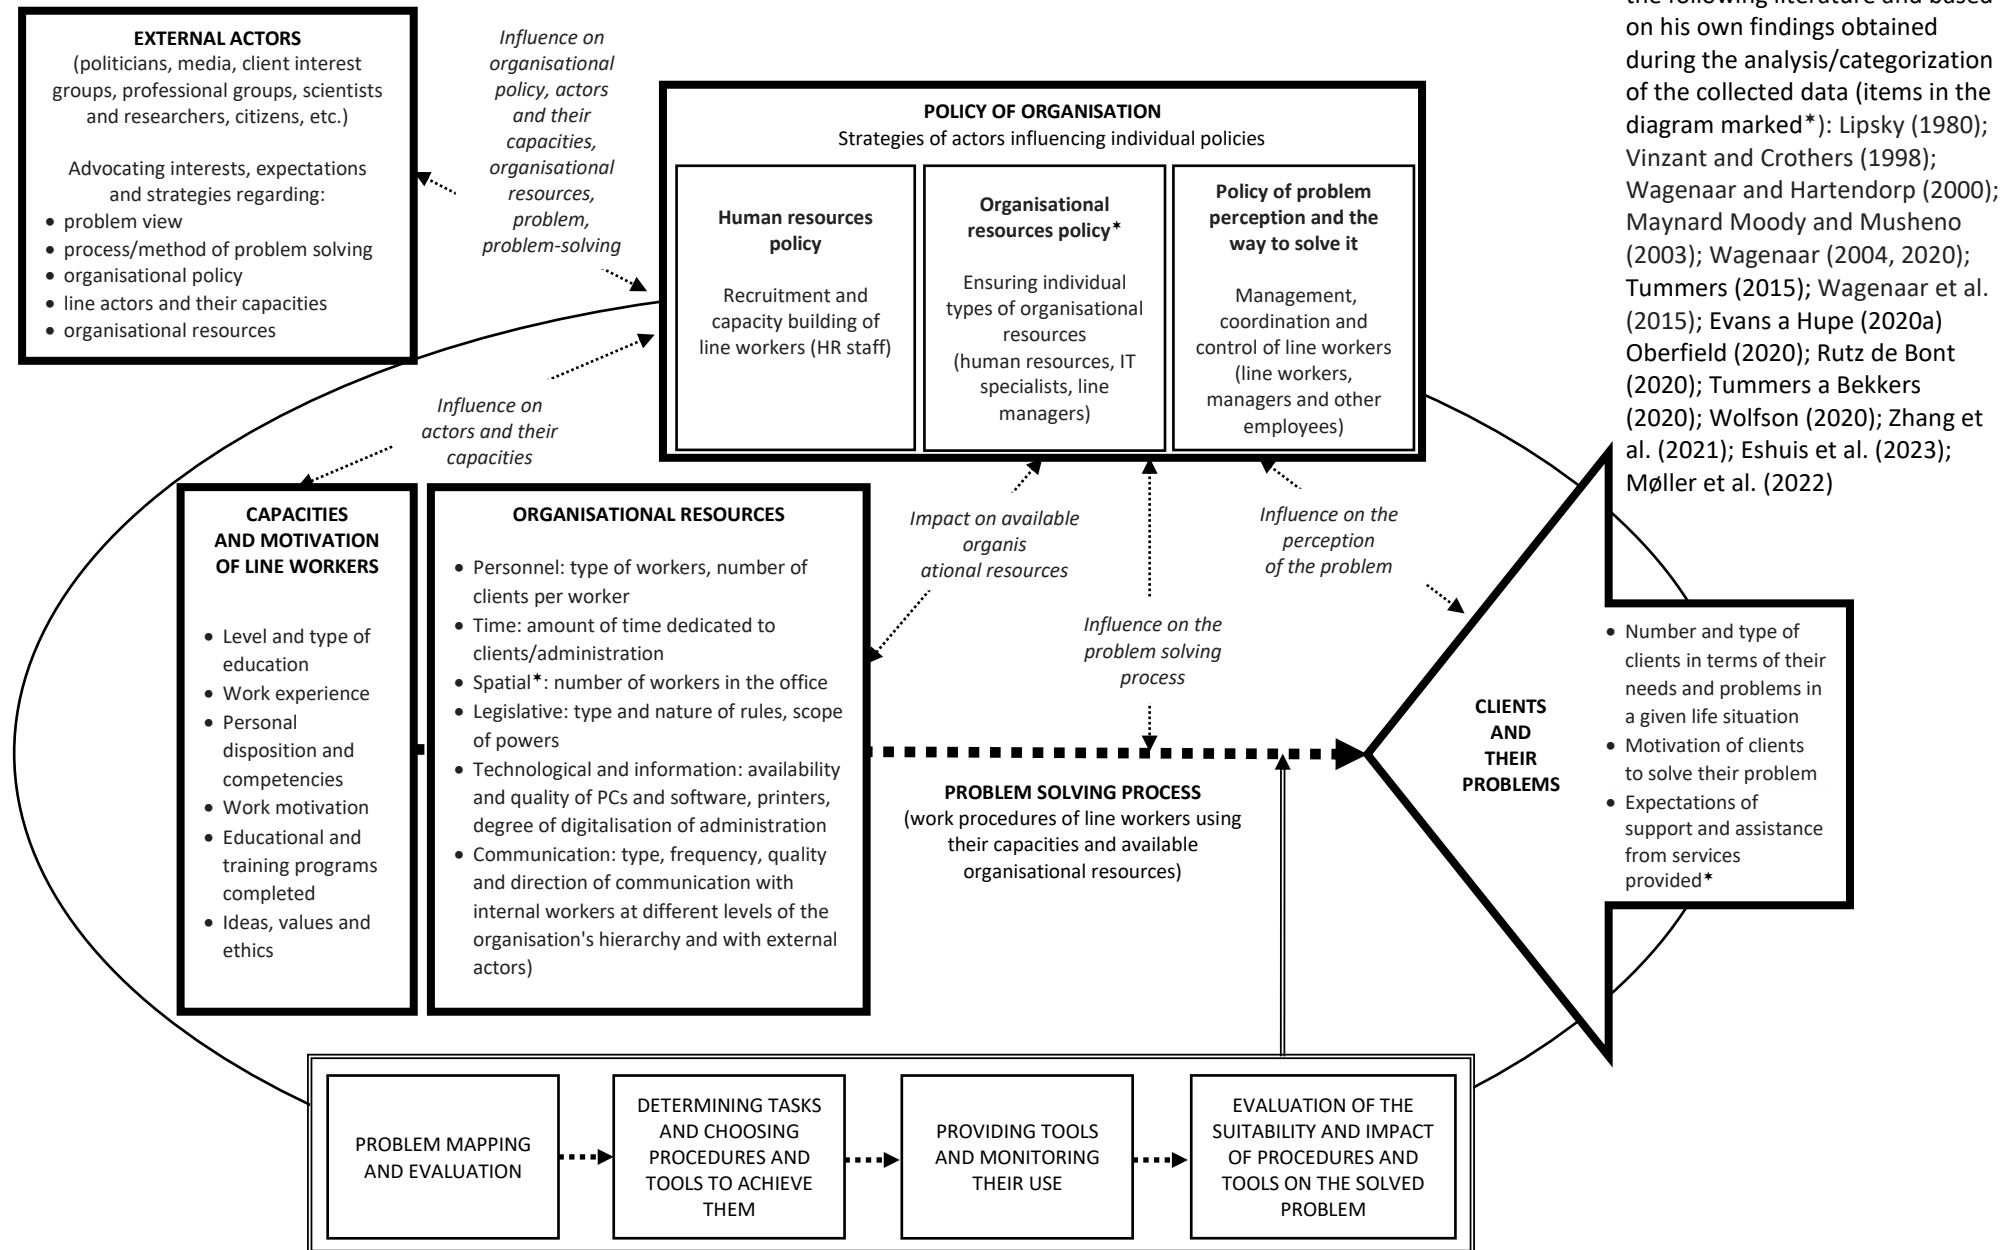 EXTERNAL ACTORS
(politicians, media, client interest
groups, professional groups, scientists
and researchers, citizens, etc.)
Advocating interests, expectations
and strategies regarding:
• problem view
• process/method of problem solving
• organisational policy
• line actors and their capacities
• organisational resources
Influence on
organisational
policy, actors
and their
capacities,
organisational
resources,
problem,
problem-solving
POLICY OF ORGANISATION
Strategies of actors influencing individual policies
Human resources
policy
Recruitment and
capacity building of
line workers (HR staff)
Organisational
resources policy*
Ensuring individual
types of organisational
resources
(human resources, IT
specialists, line
managers)
Policy of problem
perception and the
way to solve it
Management,
coordination and
control of line workers
(line workers,
managers and other
employees)
the following literature and based
on his own findings obtained
during the analysis/categorization
of the collected data (items in the
diagram marked*): Lipsky (1980);
Vinzant and Crothers (1998);
Wagenaar and Hartendorp (2000);
Maynard Moody and Musheno
(2003); Wagenaar (2004, 2020);
Tummers (2015); Wagenaar et al.
(2015); Evans a Hupe (2020a)
Oberfield (2020); Rutz de Bont
(2020); Tummers a Bekkers
(2020); Wolfson (2020); Zhang et
al. (2021); Eshuis et al. (2023);
Møller et al. (2022)
Influence on
actors and their
capacities
CAPACITIES
AND MOTIVATION
OF LINE WORKERS
• Level and type of
education
• Work experience
• Personal
disposition and
competencies
• Work motivation
• Educational and
training programs
completed
• Ideas, values and
ethics
ORGANISATIONAL RESOURCES
• Personnel: type of workers, number of
clients per worker
• Time: amount of time dedicated to
clients/administration
• Spatial*: number of workers in the office
• Legislative: type and nature of rules, scope
of powers
• Technological and information: availability
and quality of PCs and software, printers,
degree of digitalisation of administration
• Communication: type, frequency, quality
and direction of communication with
internal workers at different levels of the
organisation's hierarchy and with external
actors)
Impact on available
organis
ational resources
Influence on the
problem solving
process
Influence on the
perception
of the problem
PROBLEM SOLVING PROCESS
(work procedures of line workers using
their capacities and available
organisational resources)
CLIENTS
AND
THEIR
PROBLEMS
• Number and type of
clients in terms of their
needs and problems in
a given life situation
• Motivation of clients
to solve their problem
• Expectations of
support and assistance
from services
provided*
PROBLEM MAPPING
AND EVALUATION
DETERMINING TASKS
AND CHOOSING
PROCEDURES AND
TOOLS TO ACHIEVE
THEM
PROVIDING TOOLS
AND MONITORING
THEIR USE
EVALUATION OF THE
SUITABILITY AND IMPACT
OF PROCEDURES AND
TOOLS ON THE SOLVED
PROBLEM